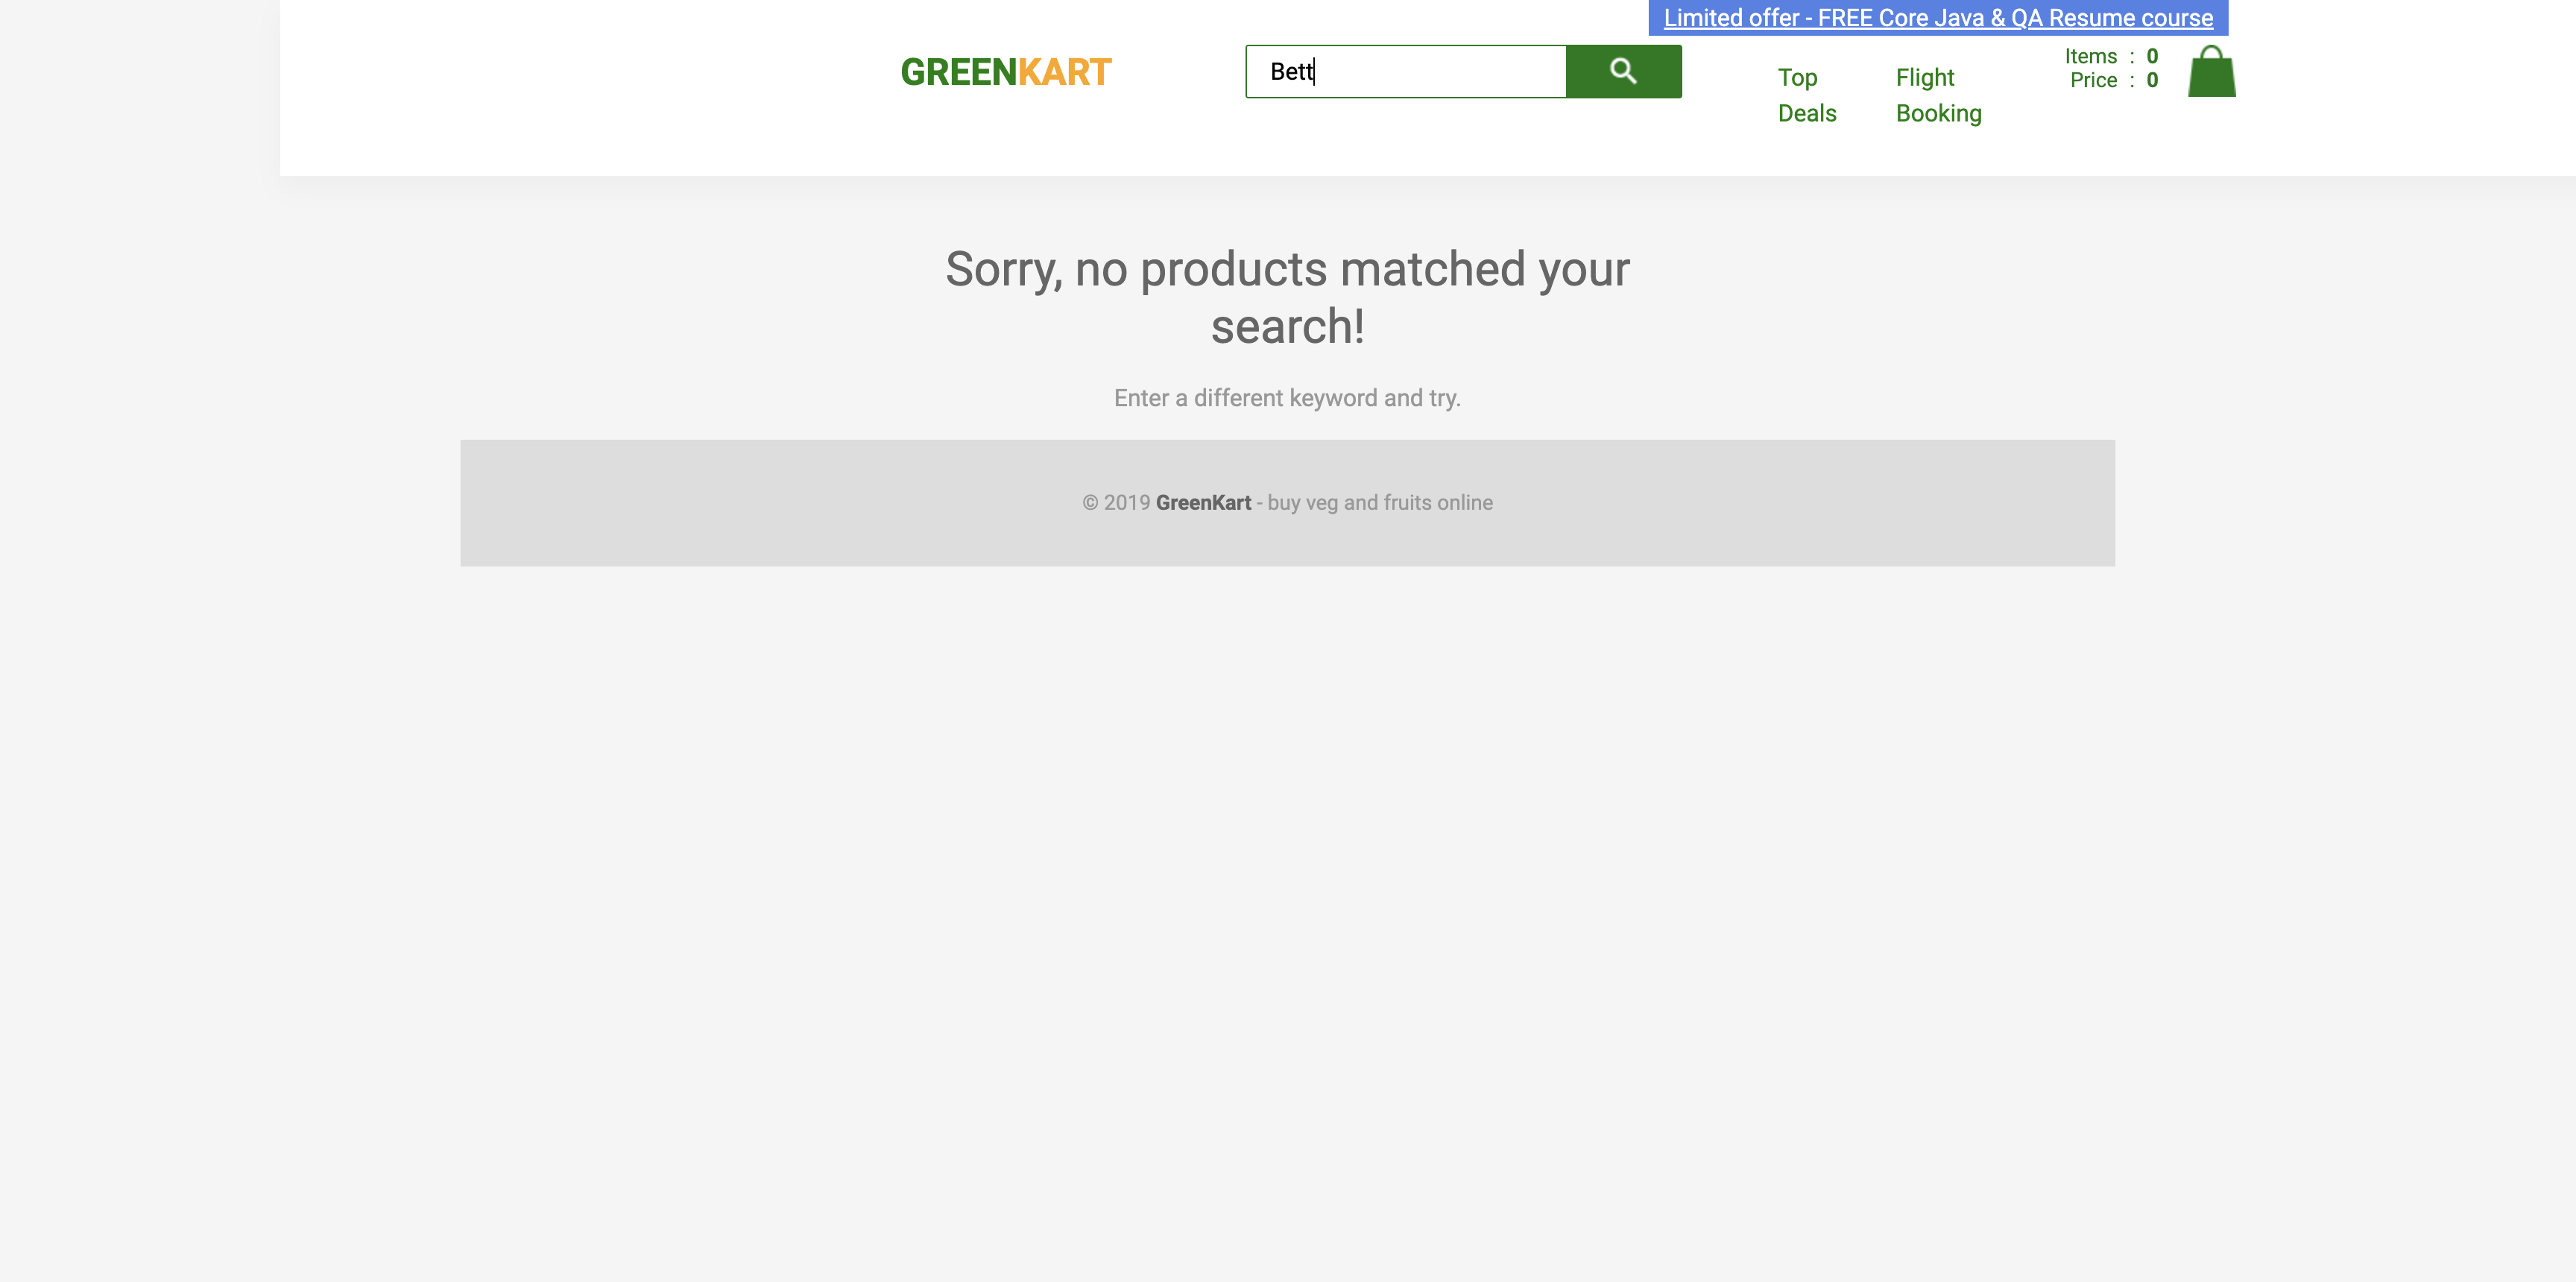 Limited offer - FREE Core Java & QA Resume course
GREENKART
Bett
Top Deals
Flight Booking
Items : 0
Price : 0
Sorry, no products matched your
search!
Enter a different keyword and try.
© 2019 GreenKart - buy veg and fruits online